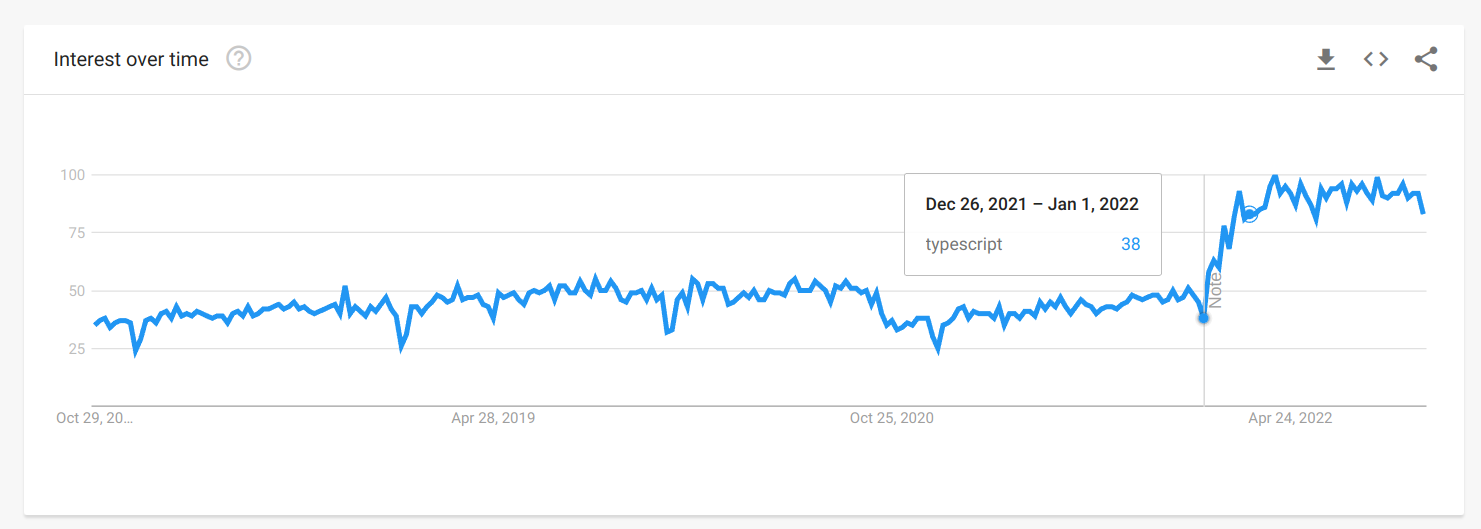 Interest over time
100
75
50
25
Dec 26, 2021 – Jan 1, 2022
typescript 38
Note
Oct 29, 20... Apr 28, 2019 Oct 25, 2020 Apr 24, 2022